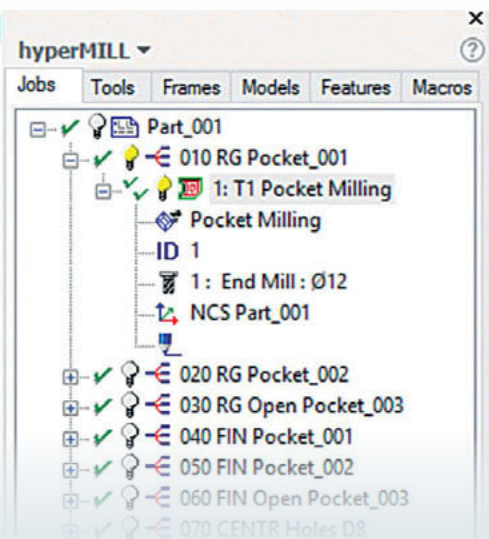 hyperMILL
Jobs Tools Frames Models Features Macros
Part_001
010 RG Pocket_001
1: T1 Pocket Milling
Pocket Milling
ID 1
1 : End Mill : Ø12
NCS Part_001
020 RG Pocket_002
030 RG Open Pocket_003
040 FIN Pocket_001
050 FIN Pocket_002
060 FIN Open Pocket_003
070 CENTR Holes D8